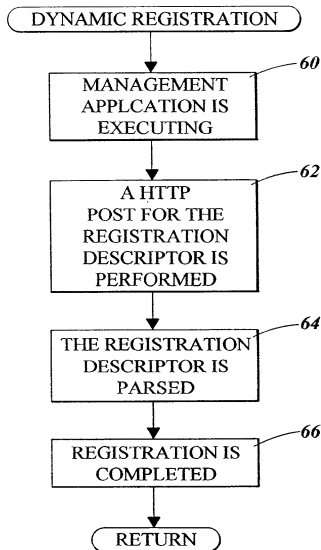 DYNAMIC REGISTRATION
60
MANAGEMENT
APPLCATION IS
EXECUTING
62
A HTTP
POST FOR THE
REGISTRATION
DESCRIPTOR IS
PERFORMED
64
THE REGISTRATION
DESCRIPTOR IS
PARSED
66
REGISTRATION IS
COMPLETED
RETURN